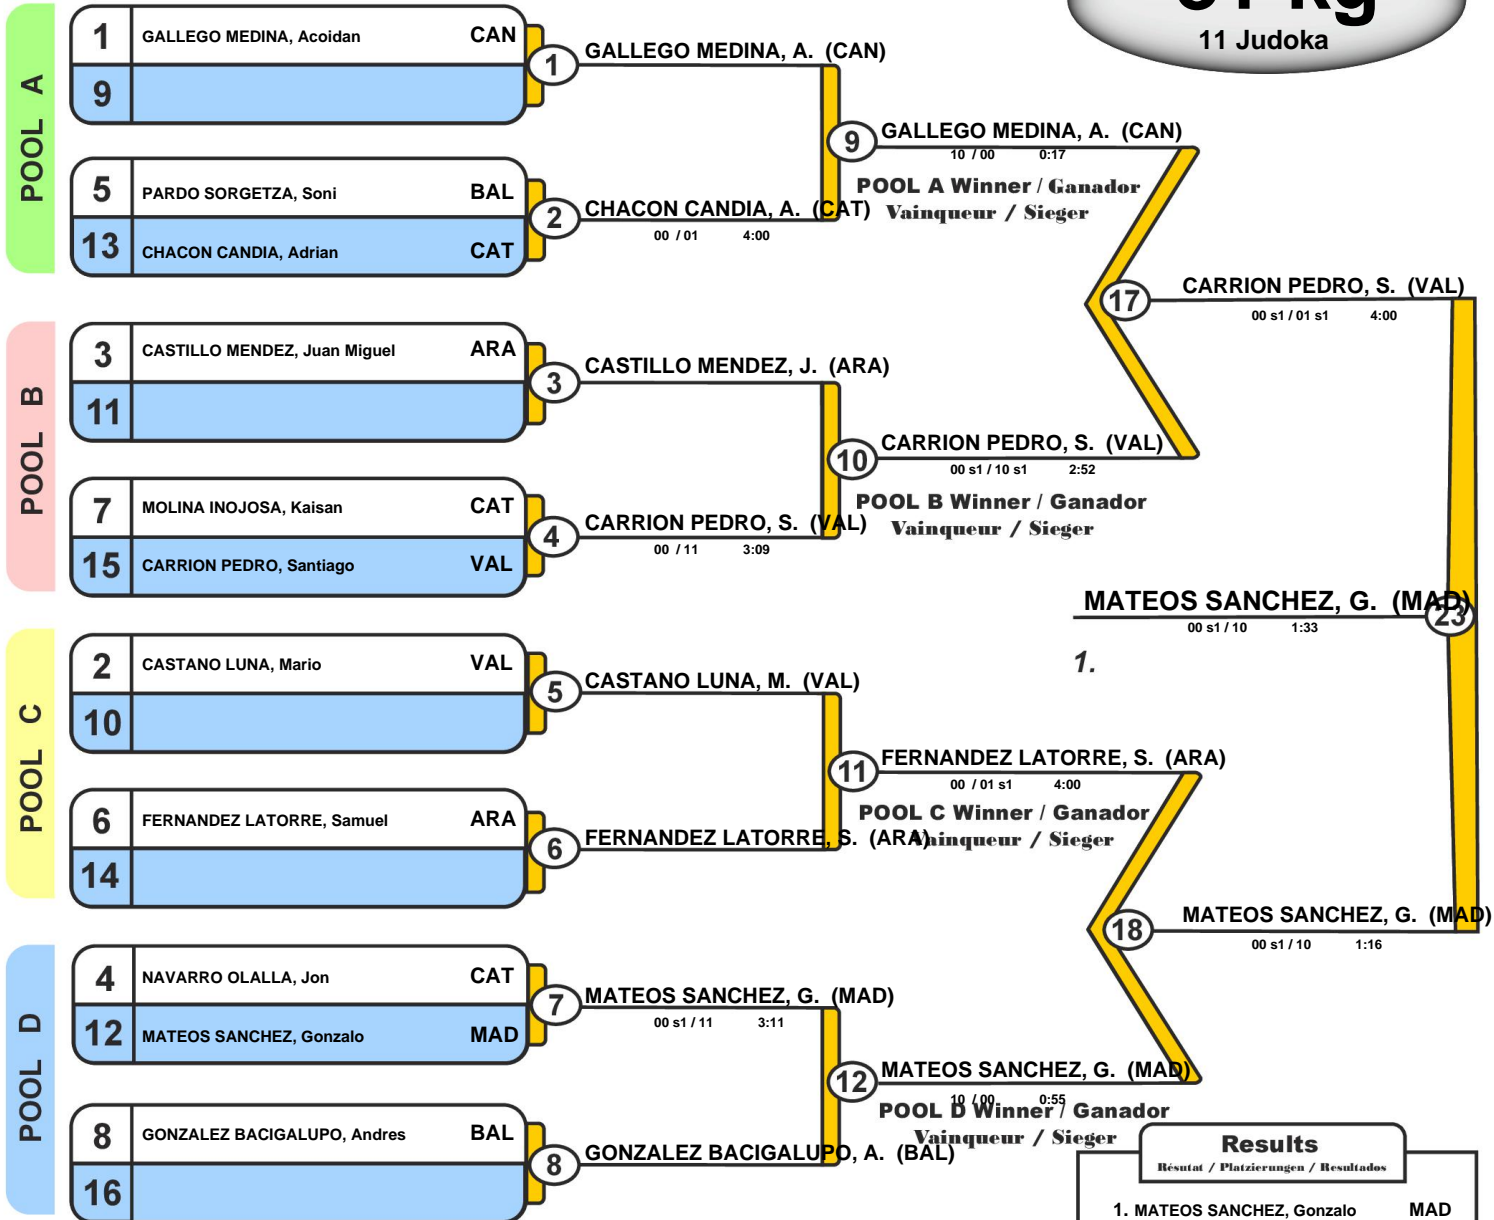 11 Judoka
POOL A
1 GALLEGO MEDINA, Acoidan CAN
9
1 GALLEGO MEDINA, A. (CAN)
5 PARDO SORGETZA, Soni BAL
13 CHACON CANDIA, Adrian CAT
2 CHACON CANDIA, A. (CAT)
00 / 01 4:00
9 GALLEGO MEDINA, A. (CAN)
10 / 00 0:17
POOL A Winner / Ganador
Vainqueur / Sieger
POOL B
3 CASTILLO MENDEZ, Juan Miguel ARA
11
3 CASTILLO MENDEZ, J. (ARA)
7 MOLINA INOJOSA, Kaisan CAT
15 CARRION PEDRO, Santiago VAL
4 CARRION PEDRO, S. (VAL)
00 / 11 3:09
10 CARRION PEDRO, S. (VAL)
00 s1 / 10 s1 2:52
POOL B Winner / Ganador
Vainqueur / Sieger
17 CARRION PEDRO, S. (VAL)
00 s1 / 01 s1 4:00
MATEOS SANCHEZ, G. (MAD) 23
00 s1 / 10 1:33
1.
POOL C
2 CASTANO LUNA, Mario VAL
10
5 CASTANO LUNA, M. (VAL)
6 FERNANDEZ LATORRE, Samuel ARA
14
6 FERNANDEZ LATORRE, S. (ARA)
11 FERNANDEZ LATORRE, S. (ARA)
00 / 01 s1 4:00
POOL C Winner / Ganador
Vainqueur / Sieger
POOL D
4 NAVARRO OLALLA, Jon CAT
12 MATEOS SANCHEZ, Gonzalo MAD
7 MATEOS SANCHEZ, G. (MAD)
00 s1 / 11 3:11
8 GONZALEZ BACIGALUPO, Andres BAL
16
8 GONZALEZ BACIGALUPO, A. (BAL)
12 MATEOS SANCHEZ, G. (MAD)
10 / 00 0:55
POOL D Winner / Ganador
Vainqueur / Sieger
18 MATEOS SANCHEZ, G. (MAD)
00 s1 / 10 1:16
Results
Résutat / Platzierungen / Resultados
1. MATEOS SANCHEZ, Gonzalo MAD